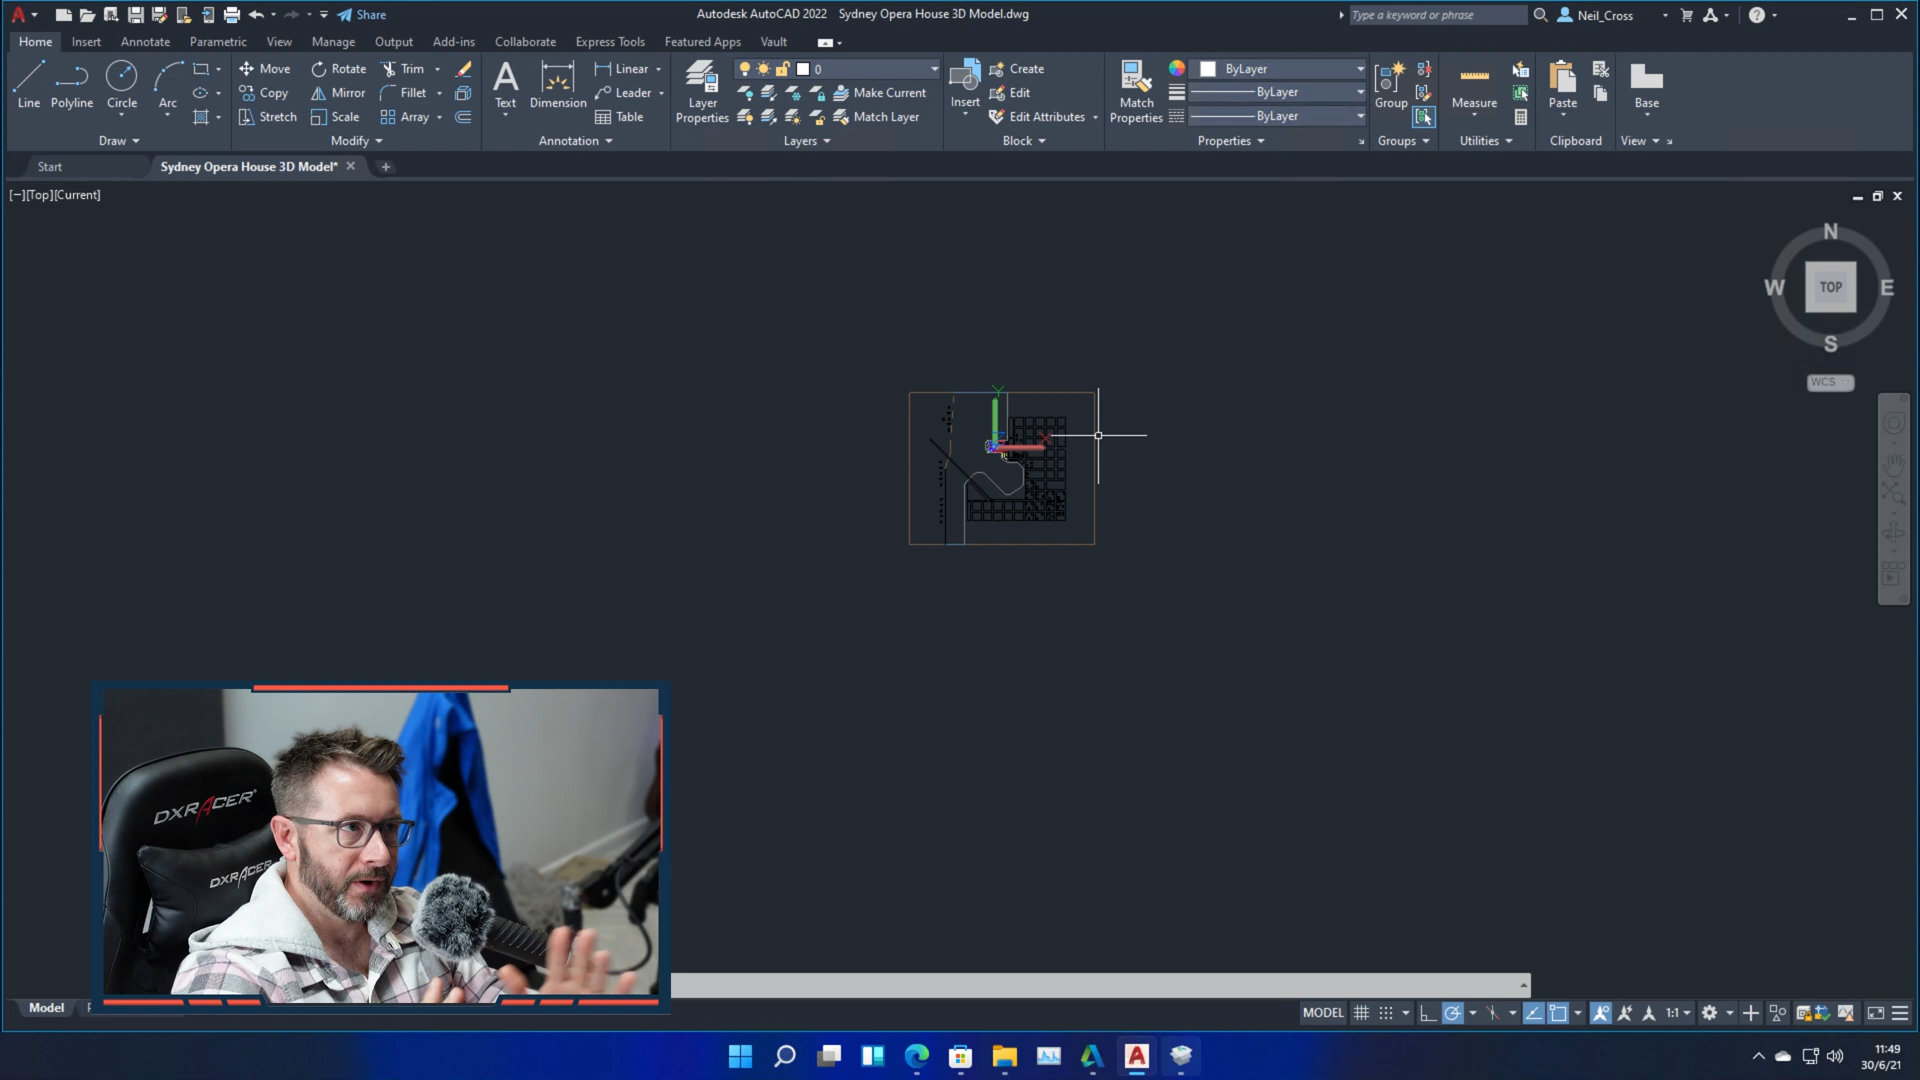 Share
Autodesk AutoCAD 2022 Sydney Opera House 3D Model.dwg
Type a keyword or phrase
Neil_Cross
Home Insert Annotate Parametric View Manage Output Add-ins Collaborate Express Tools Featured Apps Vault
Line Polyline Circle Arc
Move Rotate Trim
Copy Mirror Fillet
Stretch Scale Array
Text Dimension
Linear
Leader
Table
Layer Properties
0
Make Current
Match Layer
Insert
Create
Edit
Edit Attributes
Match Properties
ByLayer
ByLayer
ByLayer
Group
Measure
Paste
Base
Draw Modify Annotation Layers Block Properties Groups Utilities Clipboard View
Start
Sydney Opera House 3D Model*
[−][Top][Current]
N
W TOP E
S
WCS
Y
X
DXRACER
DXRACER
Model
MODEL
1:1
11:49
30/6/21